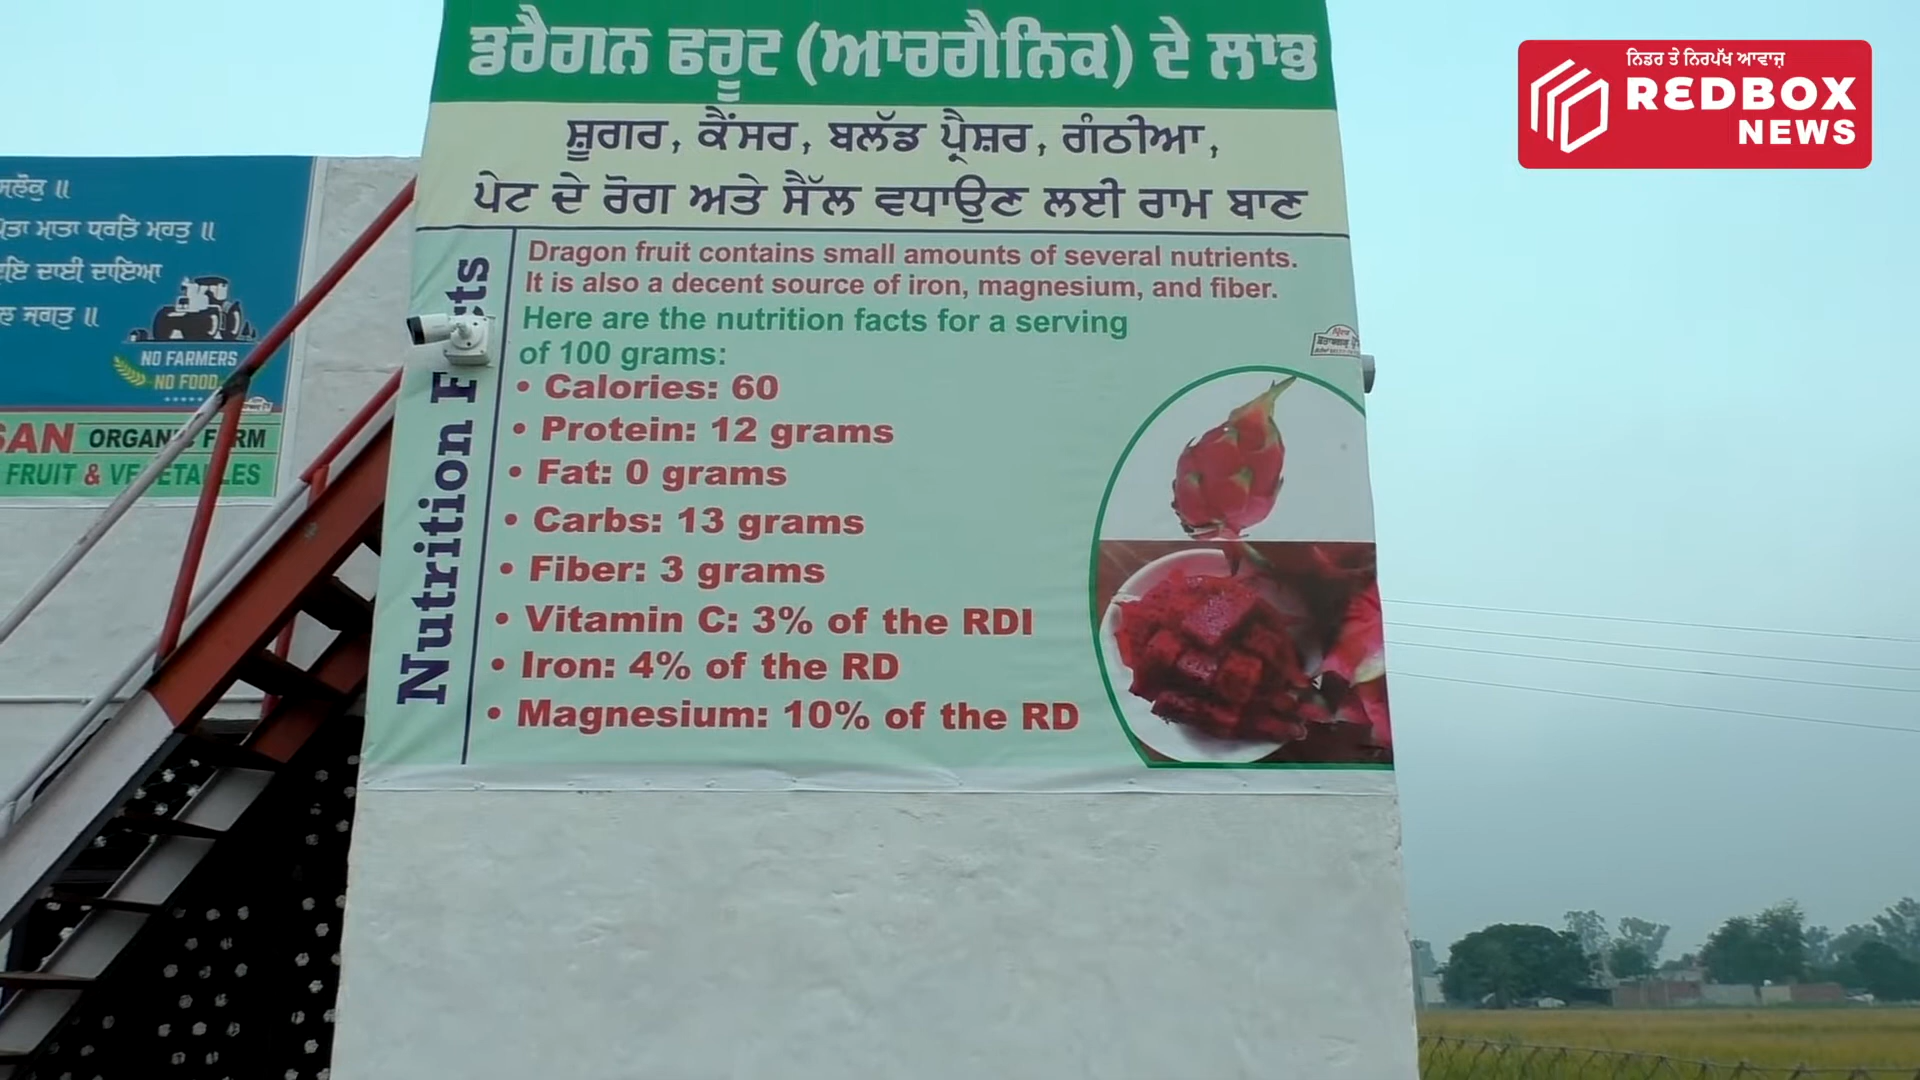 ਡਰੈਗਨ ਫਰੂਟ (ਆਰਗੈਨਿਕ) ਦੇ ਲਾਭ
ਸ਼ੂਗਰ, ਕੈਂਸਰ, ਬਲੱਡ ਪ੍ਰੈਸ਼ਰ, ਗੰਠੀਆ,
ਪੇਟ ਦੇ ਰੋਗ ਅਤੇ ਸੈੱਲ ਵਧਾਉਣ ਲਈ ਰਾਮ ਬਾਣ
Nutrition F cts
Dragon fruit contains small amounts of several nutrients.
It is also a decent source of iron, magnesium, and fiber.
Here are the nutrition facts for a serving
of 100 grams:
• Calories: 60
• Protein: 12 grams
• Fat: 0 grams
• Carbs: 13 grams
• Fiber: 3 grams
• Vitamin C: 3% of the RDI
• Iron: 4% of the RD
• Magnesium: 10% of the RD
ਸਲੋਕੁ ॥
ਮਾਤਾ ਧਰਤਿ ਮਹਤੁ ॥
ਦਾਈ ਦਾਇਆ
ਜਗਤੁ ॥
NO FARMERS
NO FOOD
SAN ORGANIC FARM
FRUIT & VEGETABLES
ਨਿਡਰ ਤੇ ਨਿਰਪੱਖ ਆਵਾਜ਼
REDBOX
NEWS